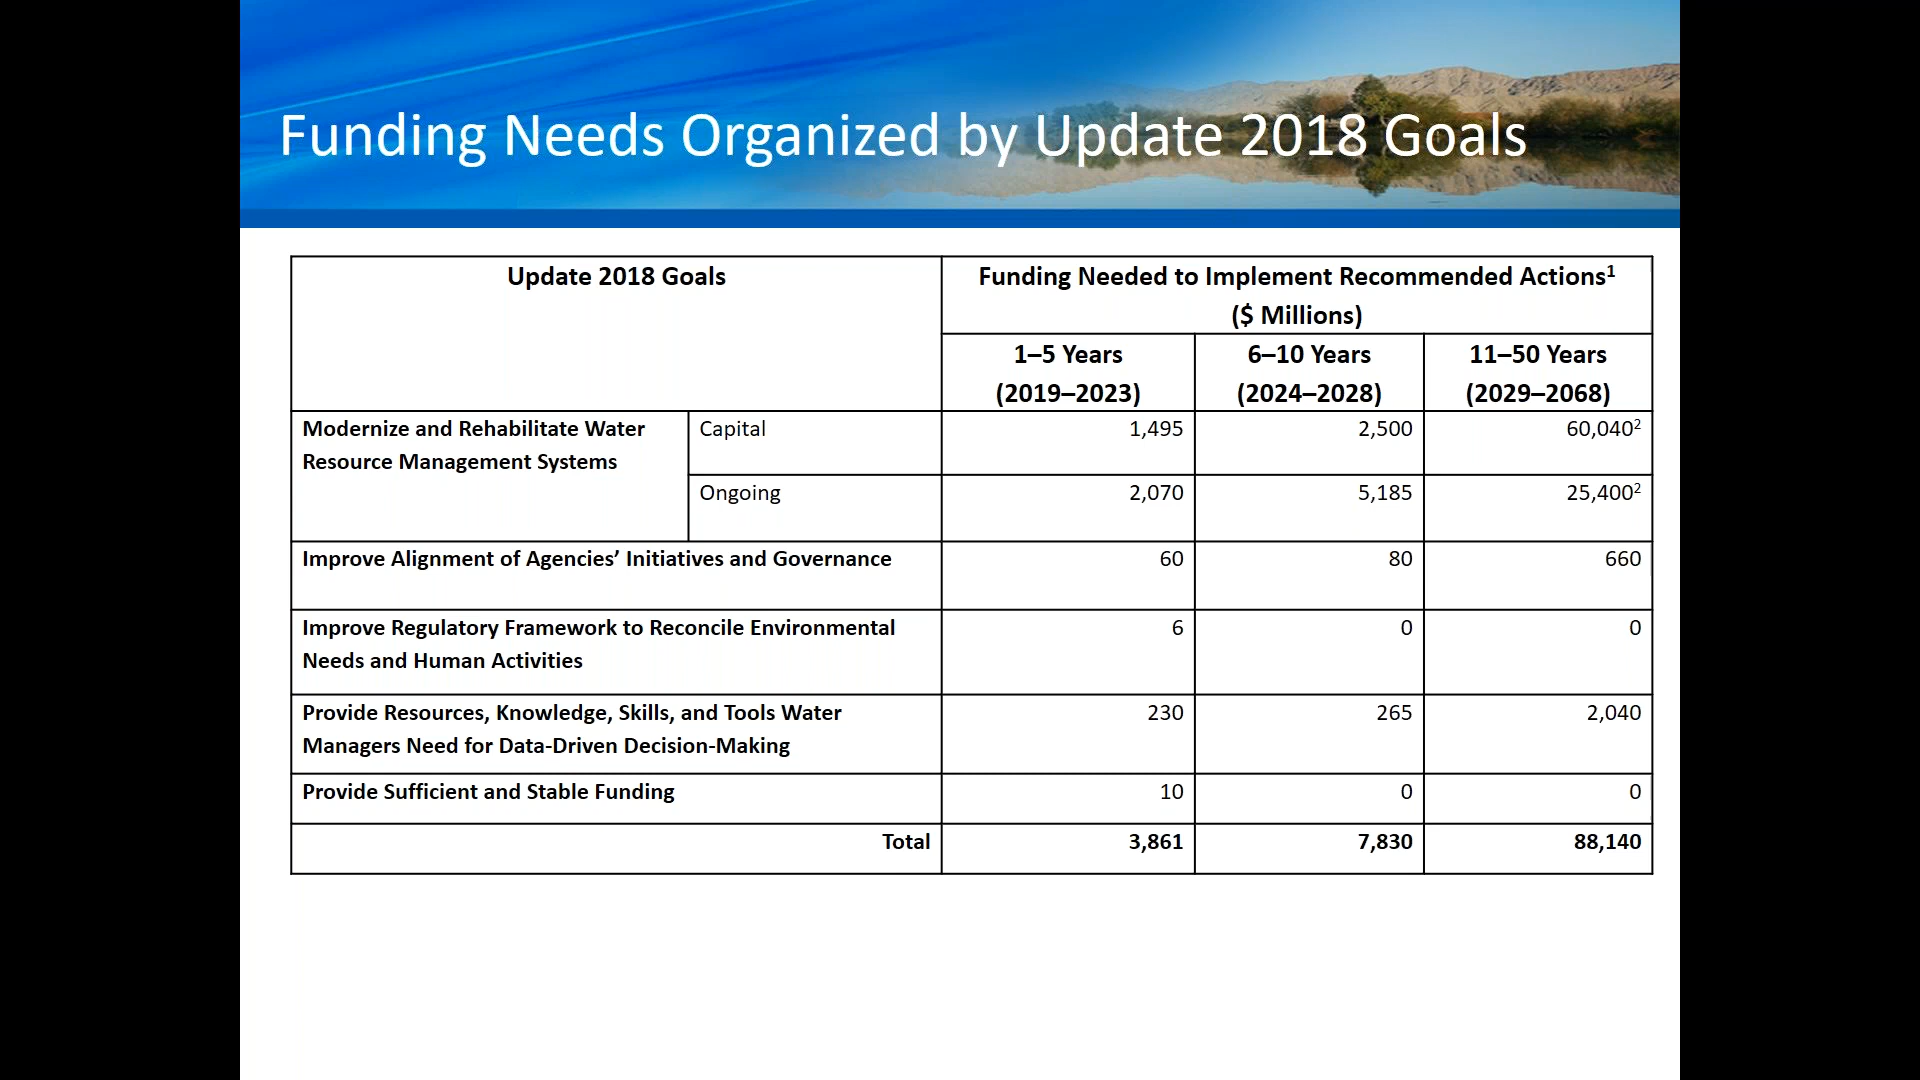 Funding Needs Organized by Update 2018 Goals
Update 2018 Goals
Funding Needed to Implement Recommended Actions¹
($ Millions)
1–5 Years
(2019–2023)
6–10 Years
(2024–2028)
11–50 Years
(2029–2068)
Modernize and Rehabilitate Water
Resource Management Systems
Capital
1,495
2,500
60,040²
Ongoing
2,070
5,185
25,400²
Improve Alignment of Agencies’ Initiatives and Governance
60
80
660
Improve Regulatory Framework to Reconcile Environmental
Needs and Human Activities
6
0
0
Provide Resources, Knowledge, Skills, and Tools Water
Managers Need for Data-Driven Decision-Making
230
265
2,040
Provide Sufficient and Stable Funding
10
0
0
Total
3,861
7,830
88,140